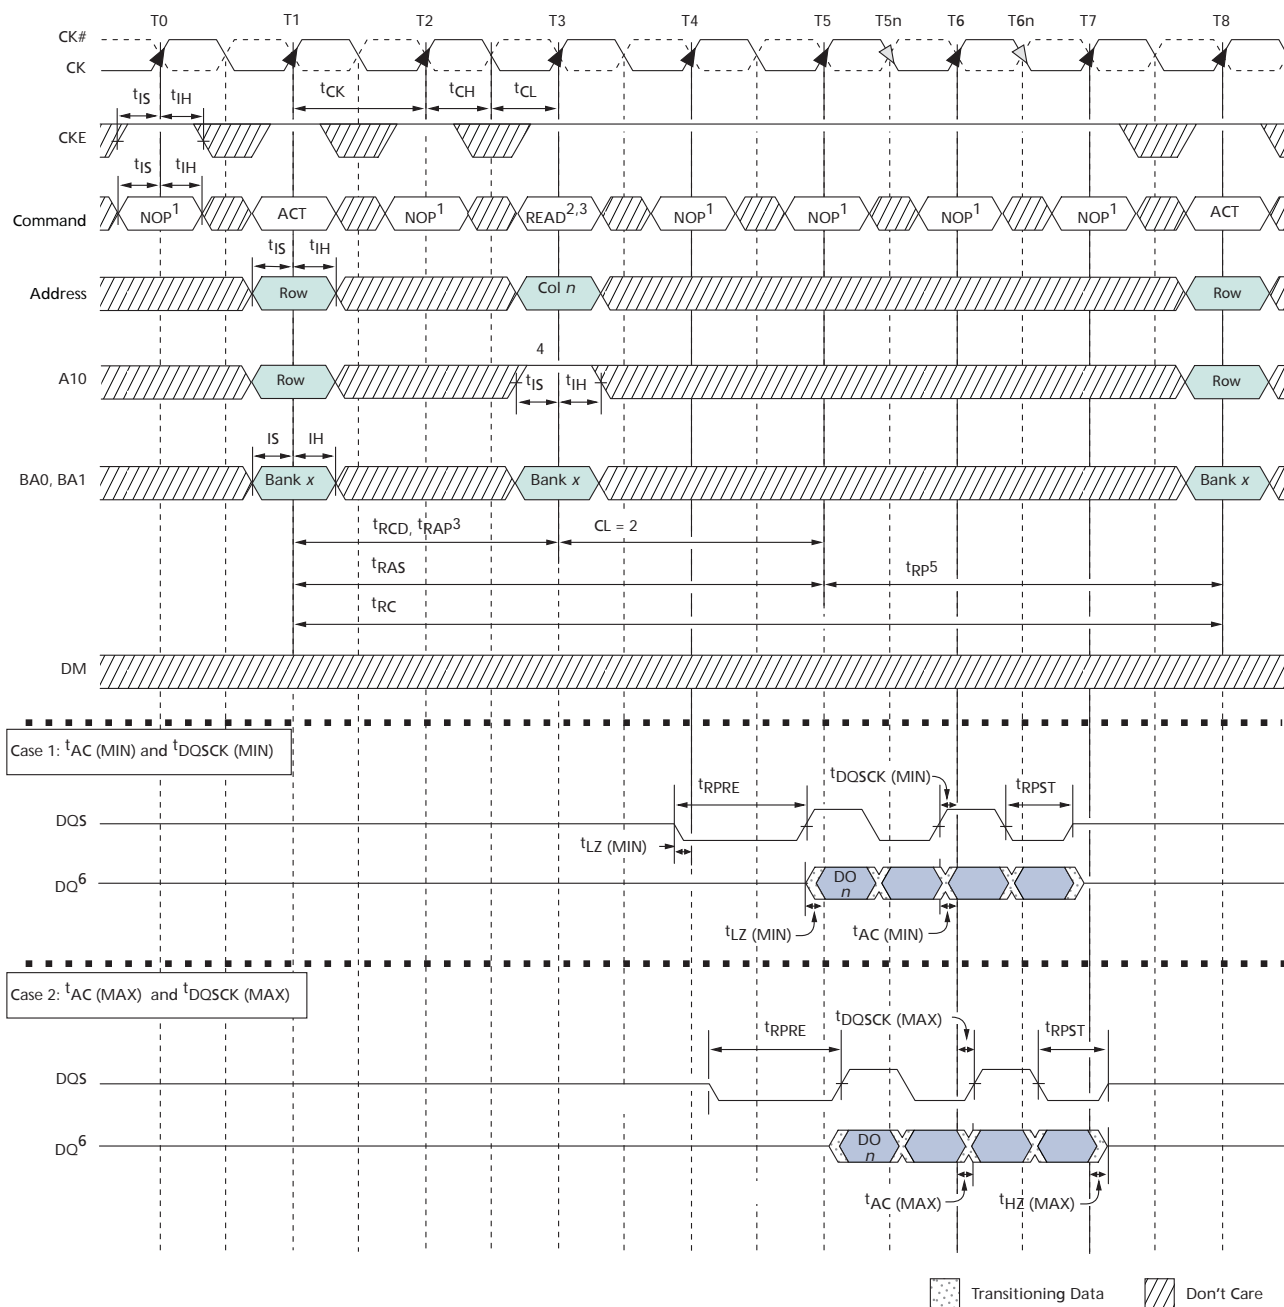 T0 T1 T2 T3 T4 T5 T5n T6 T6n T7 T8
CK#
CK
tCK tCH tCL
tIS tIH
CKE
tIS tIH
Command NOP1 ACT NOP1 READ2,3 NOP1 NOP1 NOP1 NOP1 ACT
tIS tIH
Address Row Col n Row
4
A10 Row tIS tIH Row
IS IH
BA0, BA1 Bank x Bank x Bank x
tRCD, tRAP3 CL = 2
tRAS tRP5
tRC
DM
Case 1: tAC (MIN) and tDQSCK (MIN)
tRPRE tDQSCK (MIN) tRPST
DQS
tLZ (MIN)
DQ6 DO n
tLZ (MIN) tAC (MIN)
Case 2: tAC (MAX) and tDQSCK (MAX)
tRPRE tDQSCK (MAX) tRPST
DQS
DQ6 DO n
tAC (MAX) tHZ (MAX)
Transitioning Data Don't Care